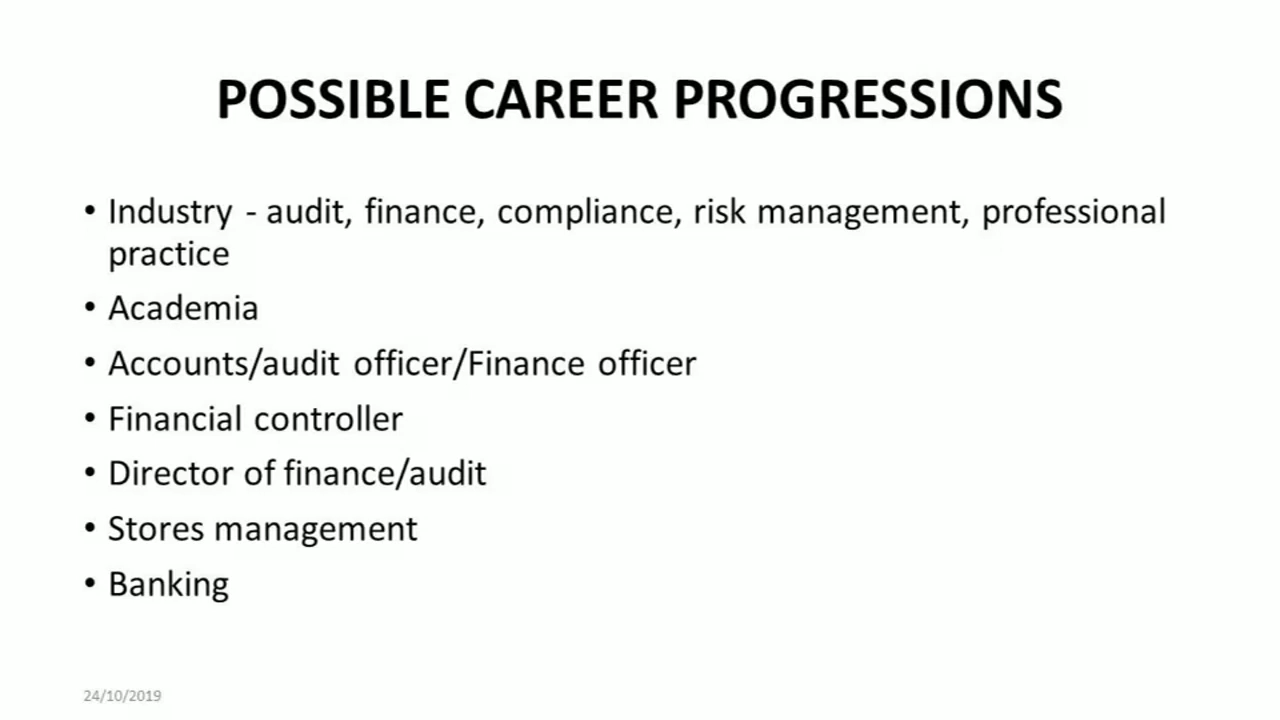 POSSIBLE CAREER PROGRESSIONS
• Industry - audit, finance, compliance, risk management, professional
practice
• Academia
• Accounts/audit officer/Finance officer
• Financial controller
• Director of finance/audit
• Stores management
• Banking
24/10/2019